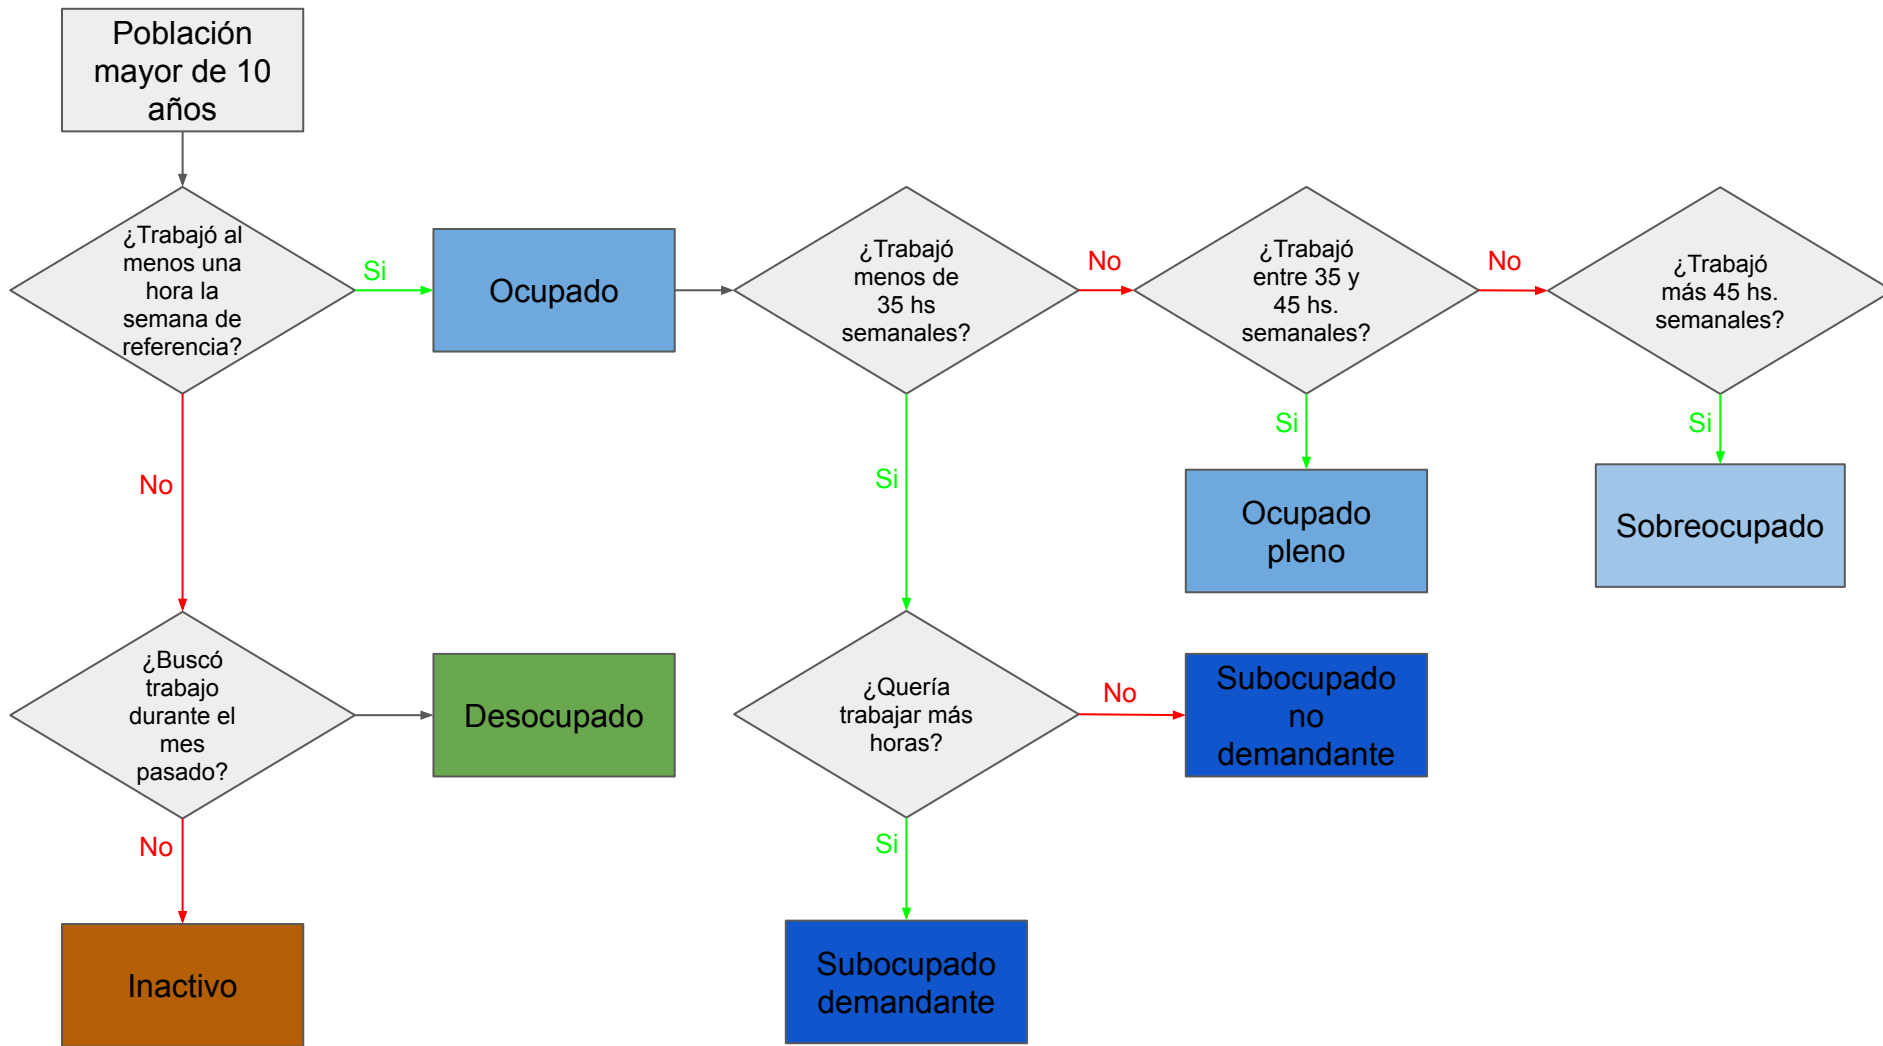 Población
mayor de 10
años
¿Trabajó al
menos una
hora la
semana de
referencia?
Si
Ocupado
¿Trabajó
menos de
35 hs
semanales?
No
¿Trabajó
entre 35 y
45 hs.
semanales?
No
¿Trabajó
más 45 hs.
semanales?
Si
Si
No
Si
Ocupado
pleno
Sobreocupado
¿Buscó
trabajo
durante el
mes
pasado?
Desocupado
¿Quería
trabajar más
horas?
No
Subocupado
no
demandante
No
Si
Inactivo
Subocupado
demandante